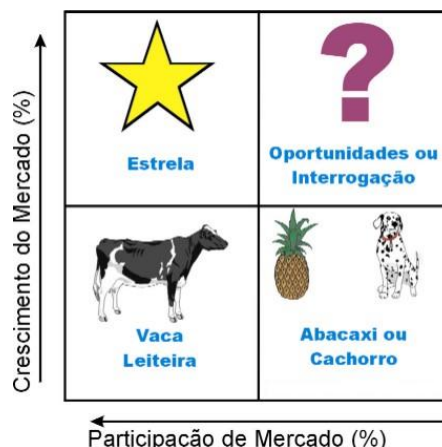 Crescimento do Mercado (%)
Estrela
Oportunidades ou
Interrogação
Vaca
Leiteira
Abacaxi ou
Cachorro
Participação de Mercado (%)